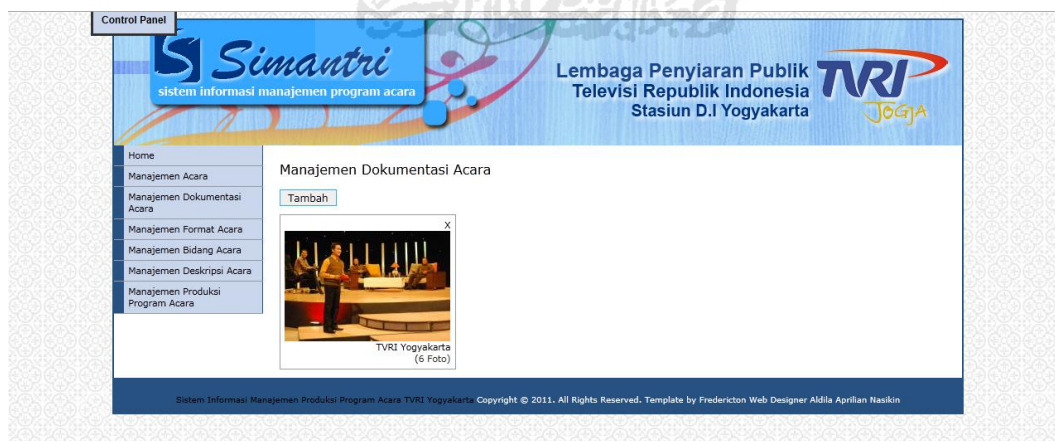 Control Panel
S Simantri
sistem informasi manajemen program acara
Lembaga Penyiaran Publik
Televisi Republik Indonesia
Stasiun D.I Yogyakarta
TVRI
JOGJA
Home
Manajemen Acara
Manajemen Dokumentasi
Acara
Manajemen Format Acara
Manajemen Bidang Acara
Manajemen Deskripsi Acara
Manajemen Produksi
Program Acara
Manajemen Dokumentasi Acara
Tambah
X
TVRI Yogyakarta
(6 Foto)
Sistem Informasi Manajemen Produksi Program Acara TVRI Yogyakarta Copyright © 2011. All Rights Reserved. Template by Fredericton Web Designer Aldila Aprilian Nasikin